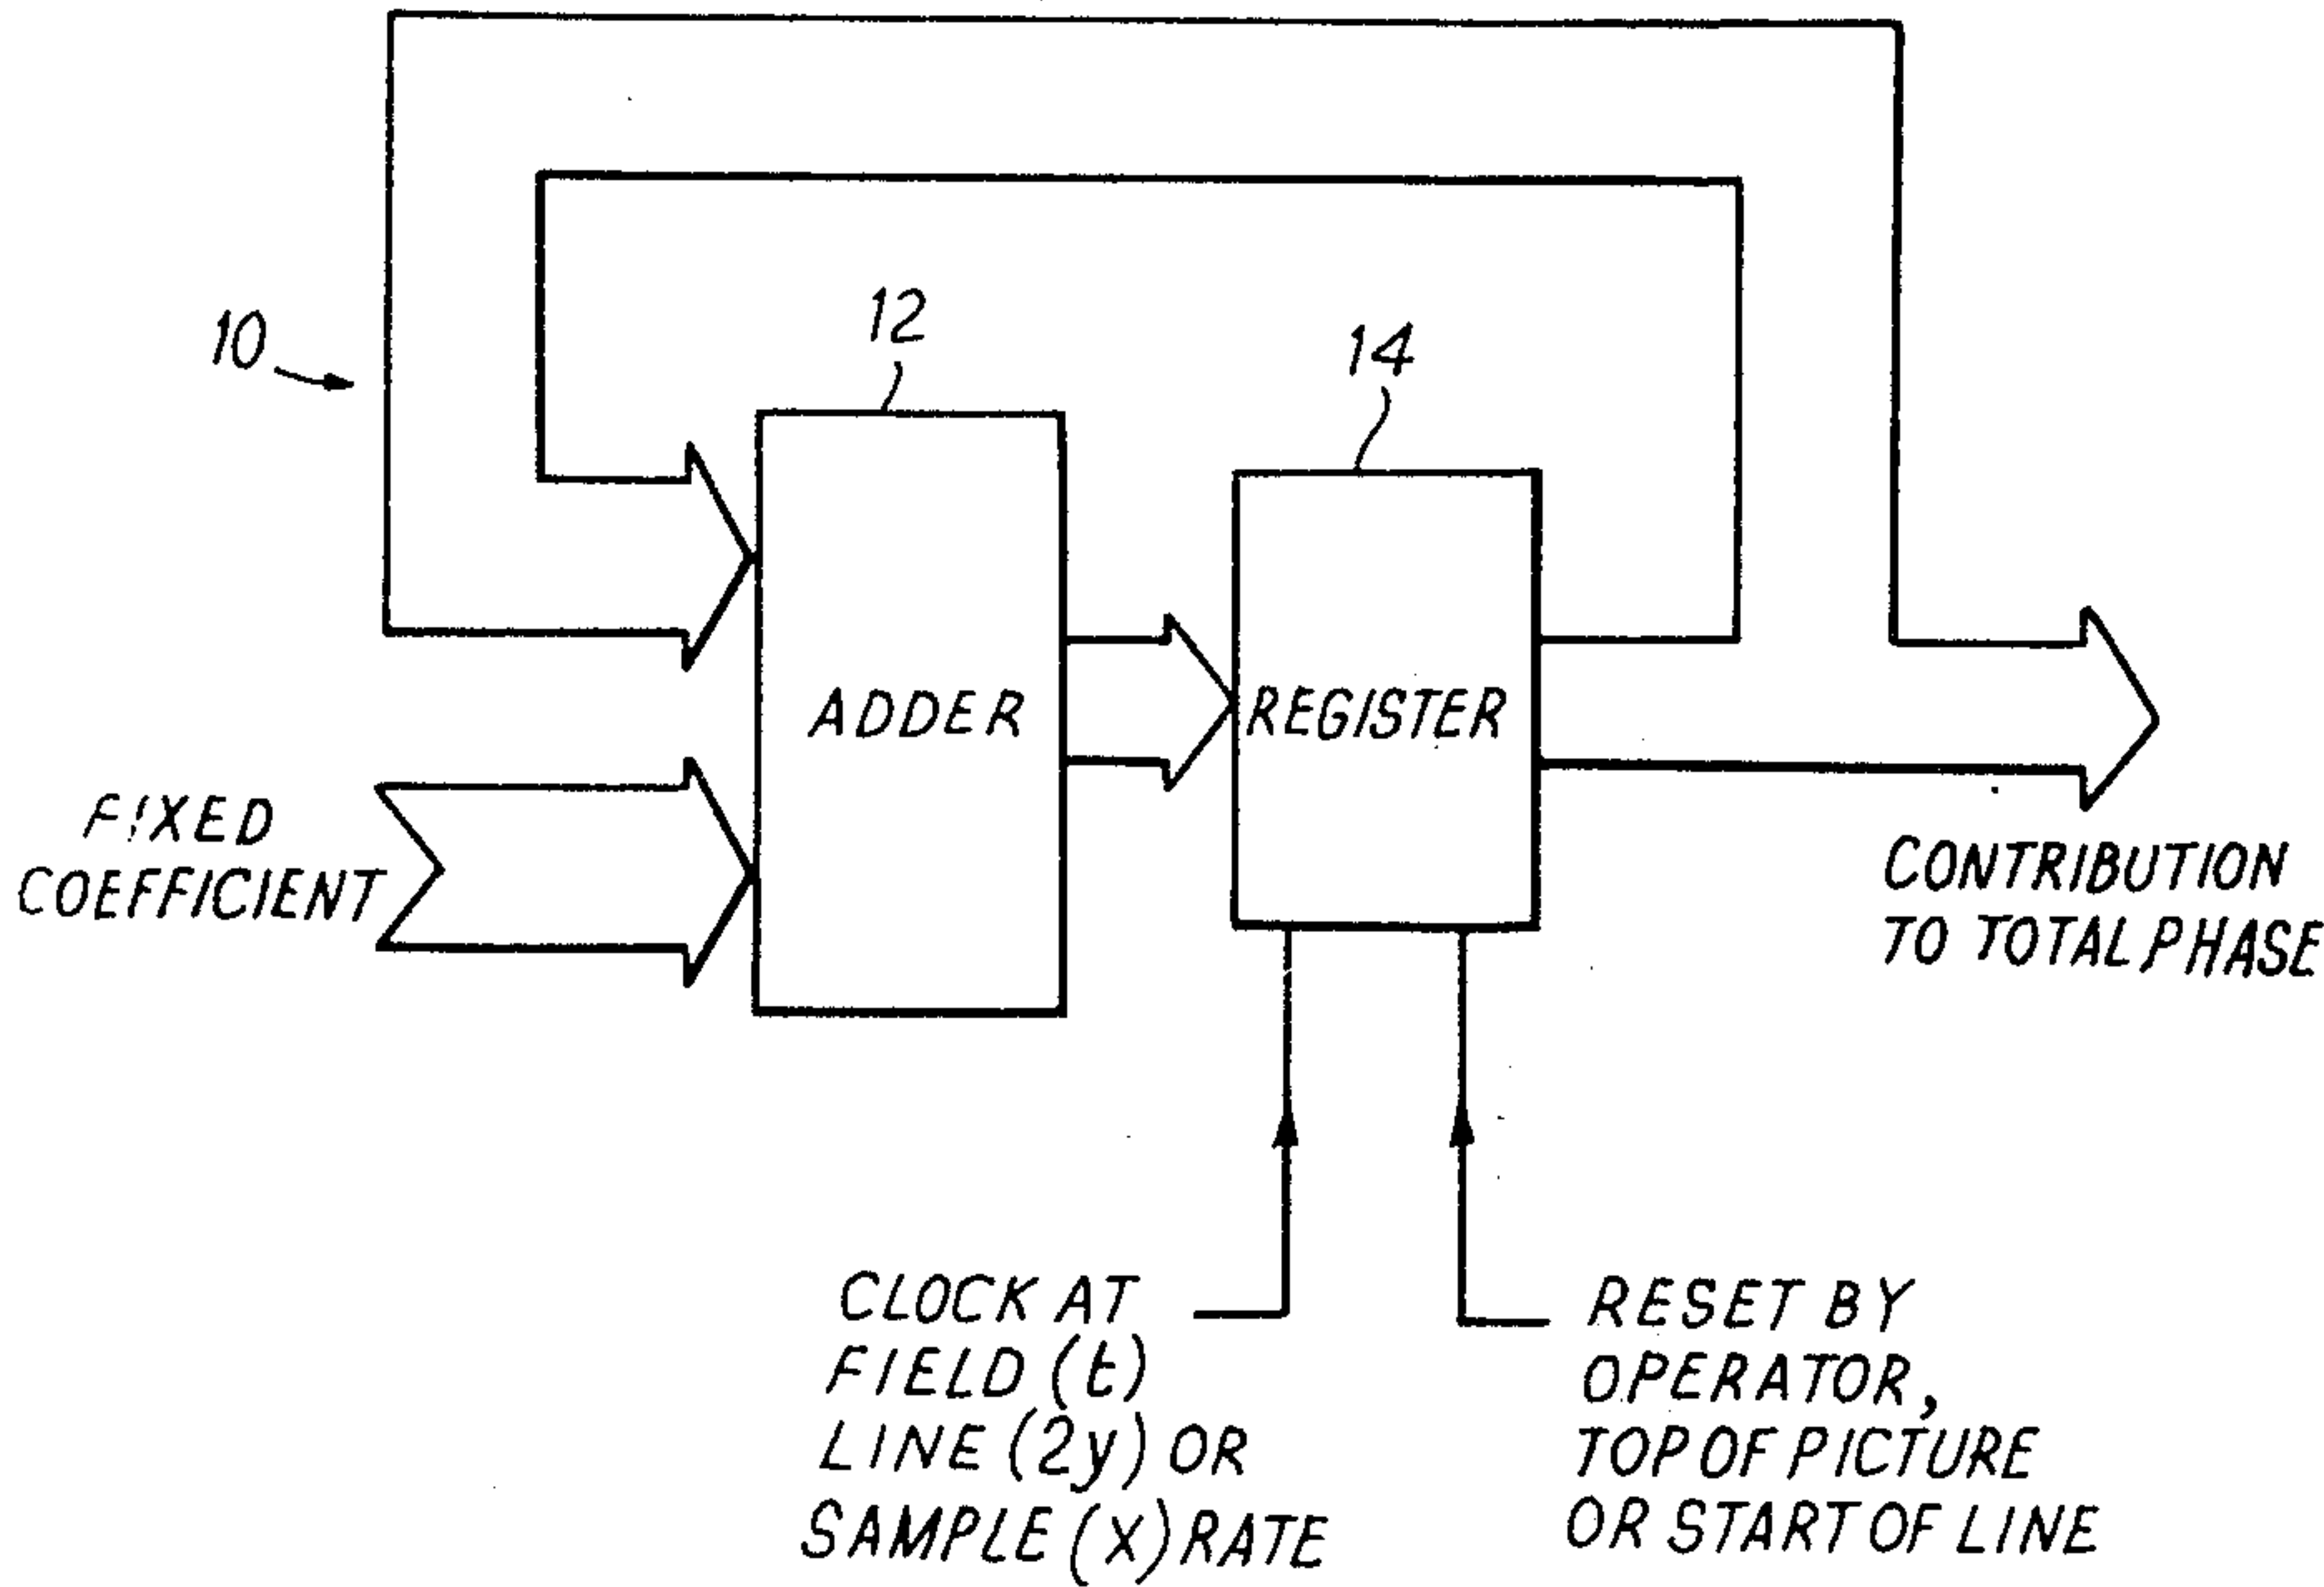 10
12
14
ADDER
REGISTER
FIXED
COEFFICIENT
CONTRIBUTION
TO TOTAL PHASE
CLOCK AT
FIELD (t)
LINE (2y) OR
SAMPLE (x) RATE
RESET BY
OPERATOR,
TOP OF PICTURE
OR START OF LINE